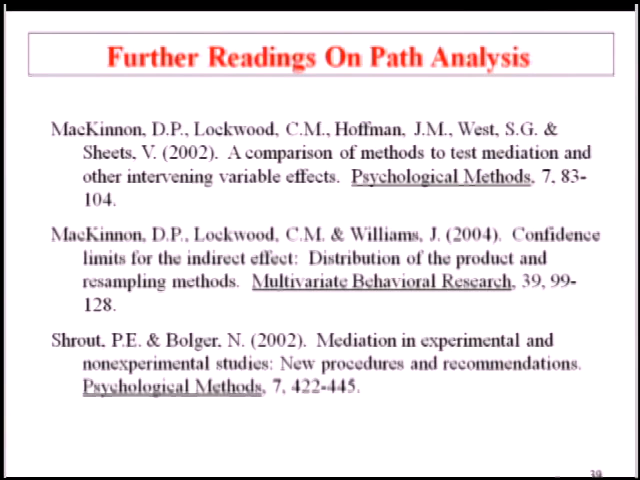 Further Readings On Path Analysis
MacKinnon, D.P., Lockwood, C.M., Hoffman, J.M., West, S.G. &
Sheets, V. (2002). A comparison of methods to test mediation and
other intervening variable effects. Psychological Methods, 7, 83-
104.
MacKinnon, D.P., Lockwood, C.M. & Williams, J. (2004). Confidence
limits for the indirect effect: Distribution of the product and
resampling methods. Multivariate Behavioral Research, 39, 99-
128.
Shrout, P.E. & Bolger, N. (2002). Mediation in experimental and
nonexperimental studies: New procedures and recommendations.
Psychological Methods, 7, 422-445.
39